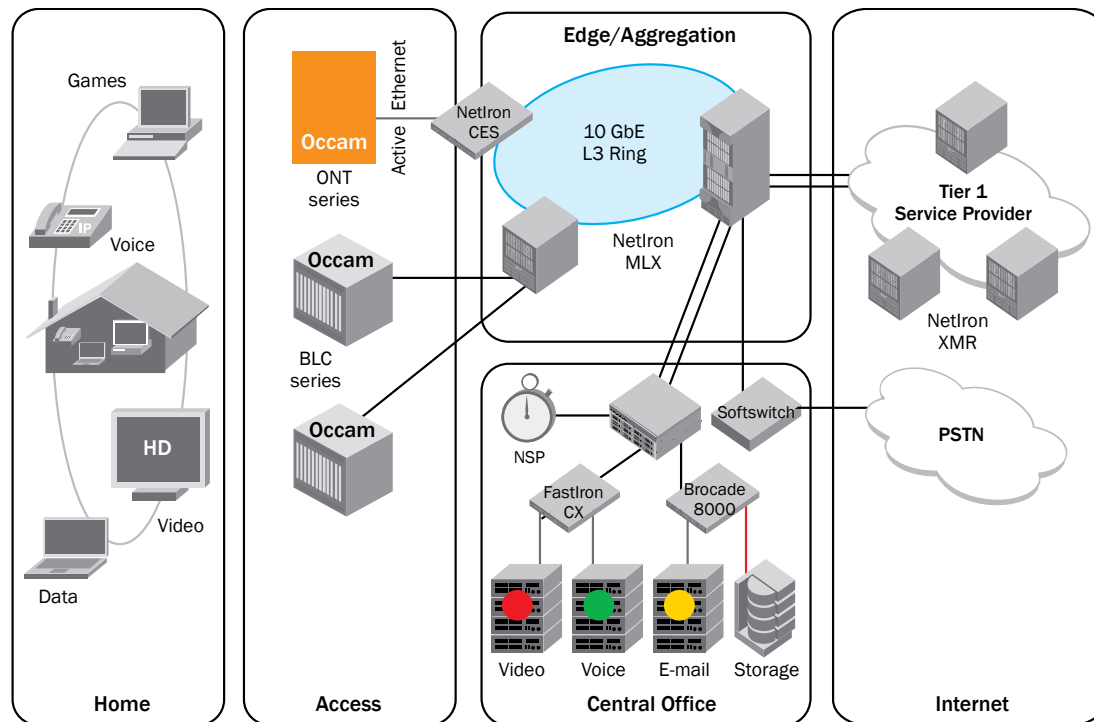 Games
IP
Voice
HD
Video
Data
Home
Occam
Active Ethernet
ONT
series
Occam
BLC
series
Occam
Access
Edge/Aggregation
NetIron
CES
10 GbE
L3 Ring
NetIron
MLX
NSP
Softswitch
FastIron
CX
Brocade
8000
Video
Voice
E-mail
Storage
Central Office
Tier 1
Service Provider
NetIron
XMR
PSTN
Internet